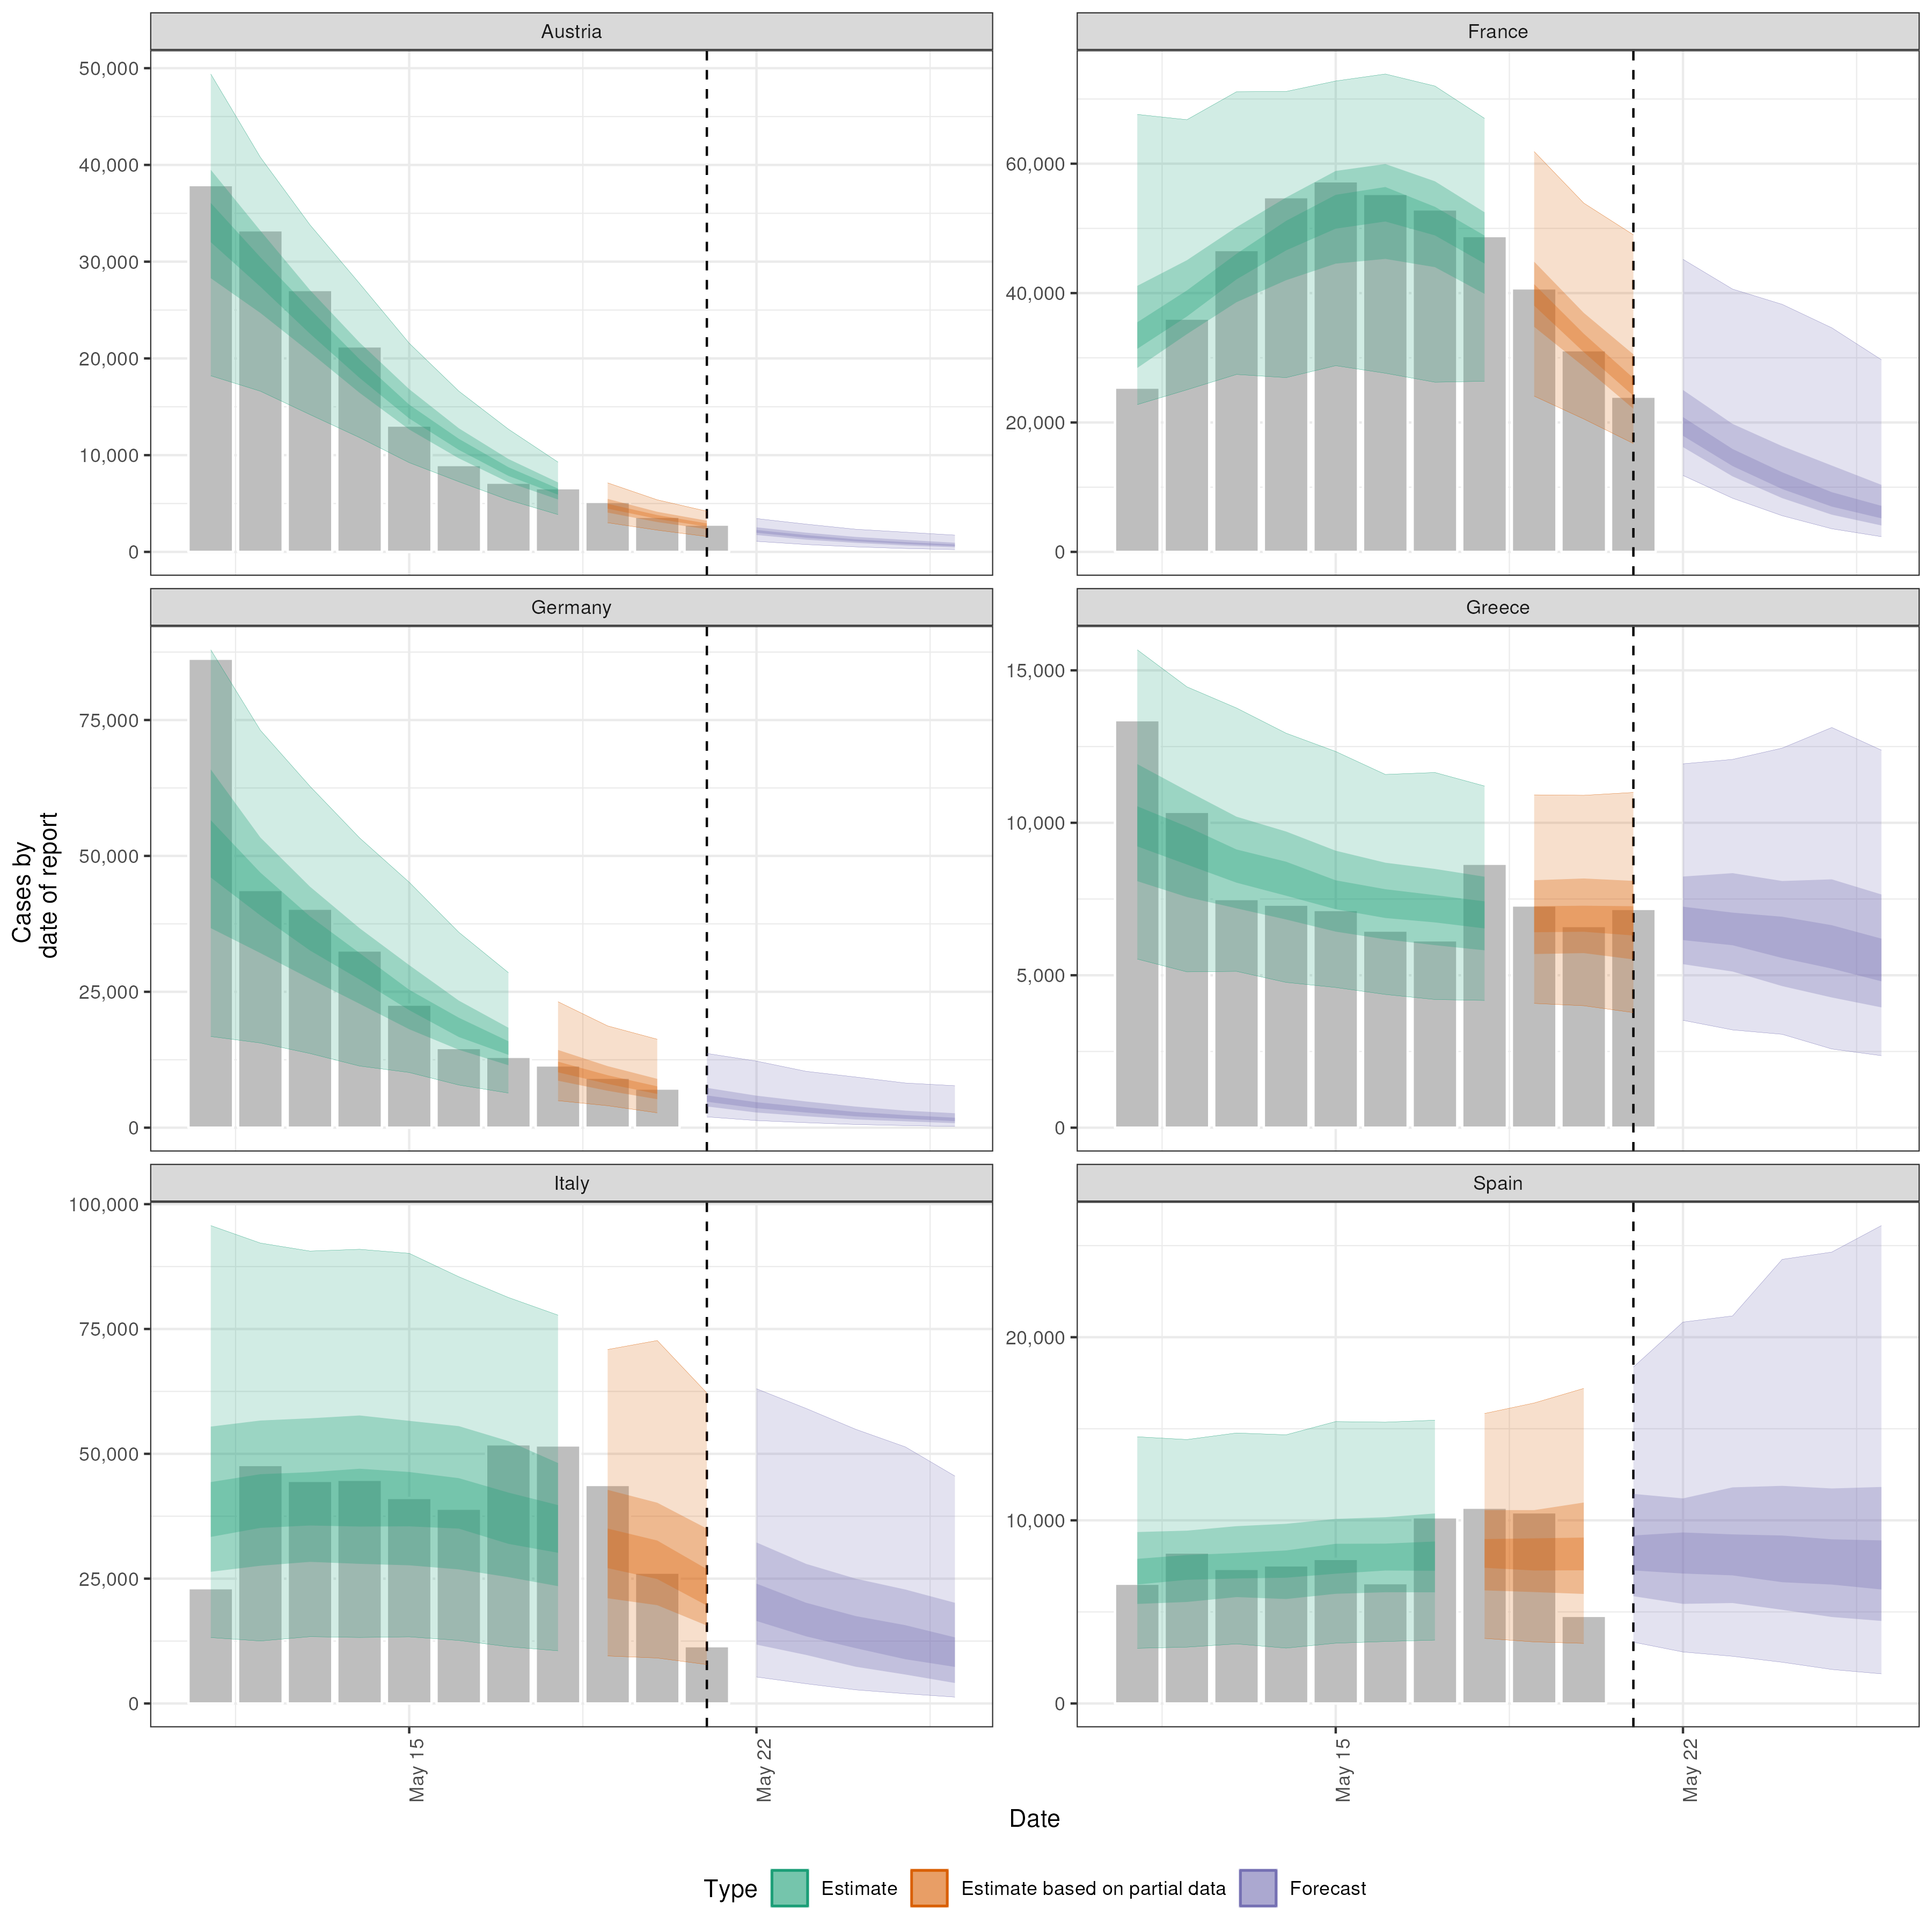 Austria
France
50,000
40,000
30,000
20,000
10,000
0
60,000
40,000
20,000
0
Germany
Greece
75,000
50,000
25,000
0
15,000
10,000
5,000
0
Italy
Spain
100,000
75,000
50,000
25,000
0
20,000
10,000
0
Cases by
date of report
May 15
May 22
May 15
May 22
Date
Type Estimate Estimate based on partial data Forecast